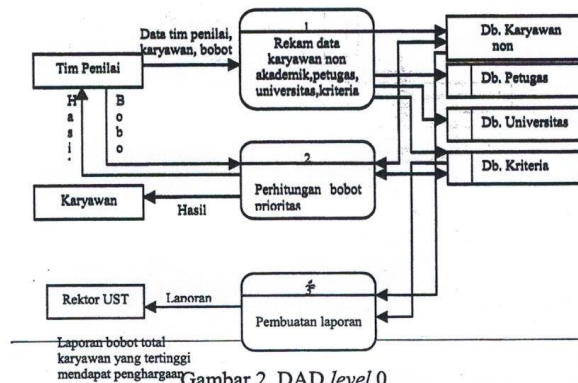 Data tim penilai,
karyawan, bobot
Tim Penilai
1
Rekam data
karyawan non
akademik,petugas,
universitas,kriteria
Db. Karyawan
non
Db. Petugas
Db. Universitas
Db. Kriteria
H
a
s
i
B
o
b
o
2
Perhitungan bobot
prioritas
Karyawan
Hasil
3
Pembuatan laporan
Rektor UST
Laporan
Laporan bobot total
karyawan yang tertinggi
mendapat penghargaan
Gambar 2. DAD level 0